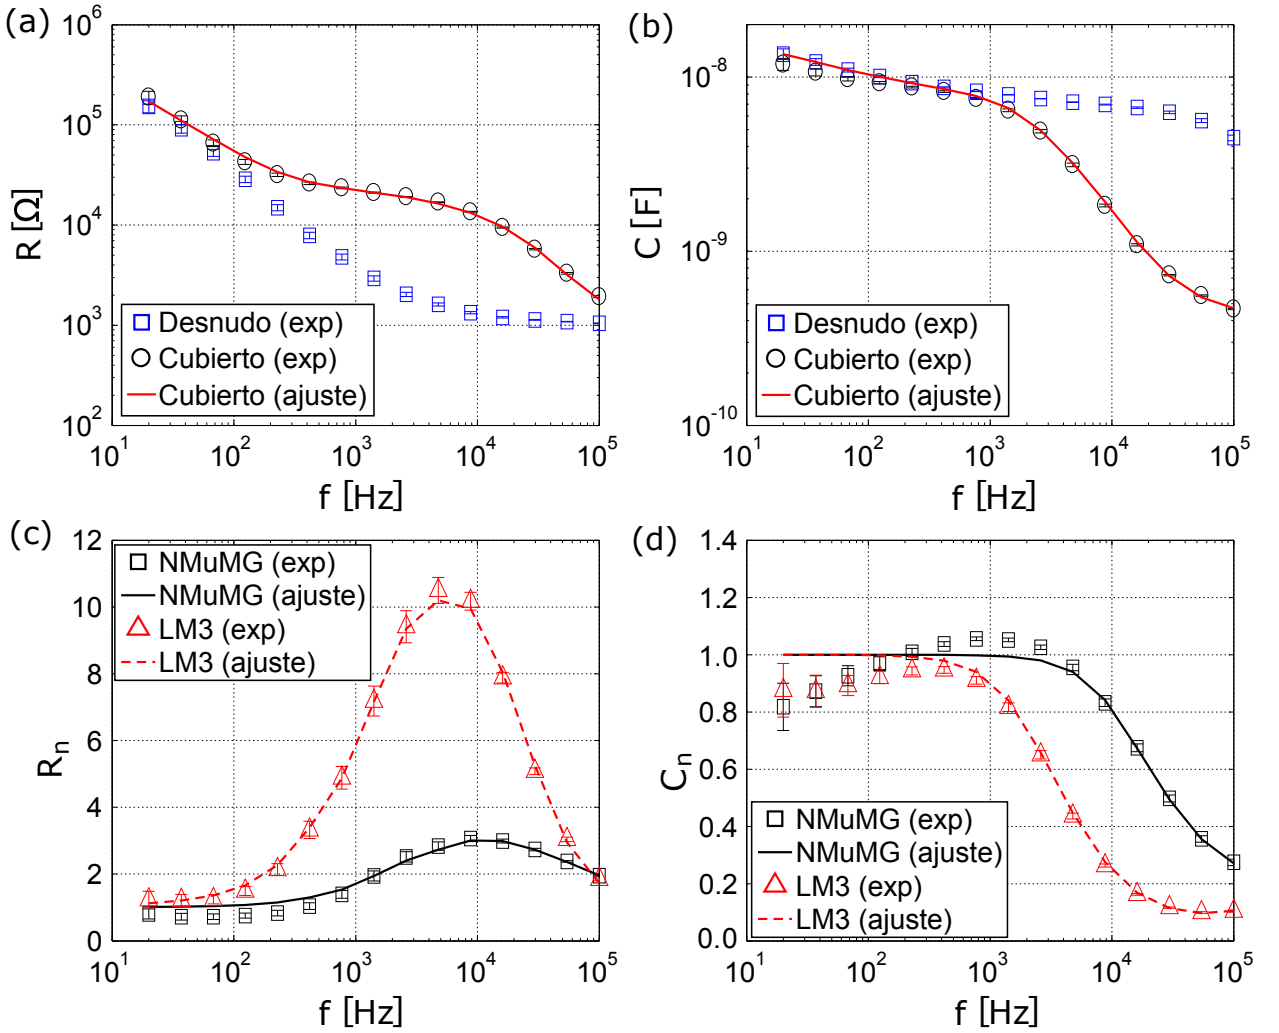 (a)
R [Ω]
10^6
10^5
10^4
10^3
10^2
Desnudo (exp)
Cubierto (exp)
Cubierto (ajuste)
10^1 10^2 10^3 10^4 10^5
f [Hz]
(b)
C [F]
10^-8
10^-9
10^-10
Desnudo (exp)
Cubierto (exp)
Cubierto (ajuste)
10^1 10^2 10^3 10^4 10^5
f [Hz]
(c)
R_n
12
10
8
6
4
2
0
NMuMG (exp)
NMuMG (ajuste)
LM3 (exp)
LM3 (ajuste)
10^1 10^2 10^3 10^4 10^5
f [Hz]
(d)
C_n
1.4
1.2
1.0
0.8
0.6
0.4
0.2
0.0
NMuMG (exp)
NMuMG (ajuste)
LM3 (exp)
LM3 (ajuste)
10^1 10^2 10^3 10^4 10^5
f [Hz]